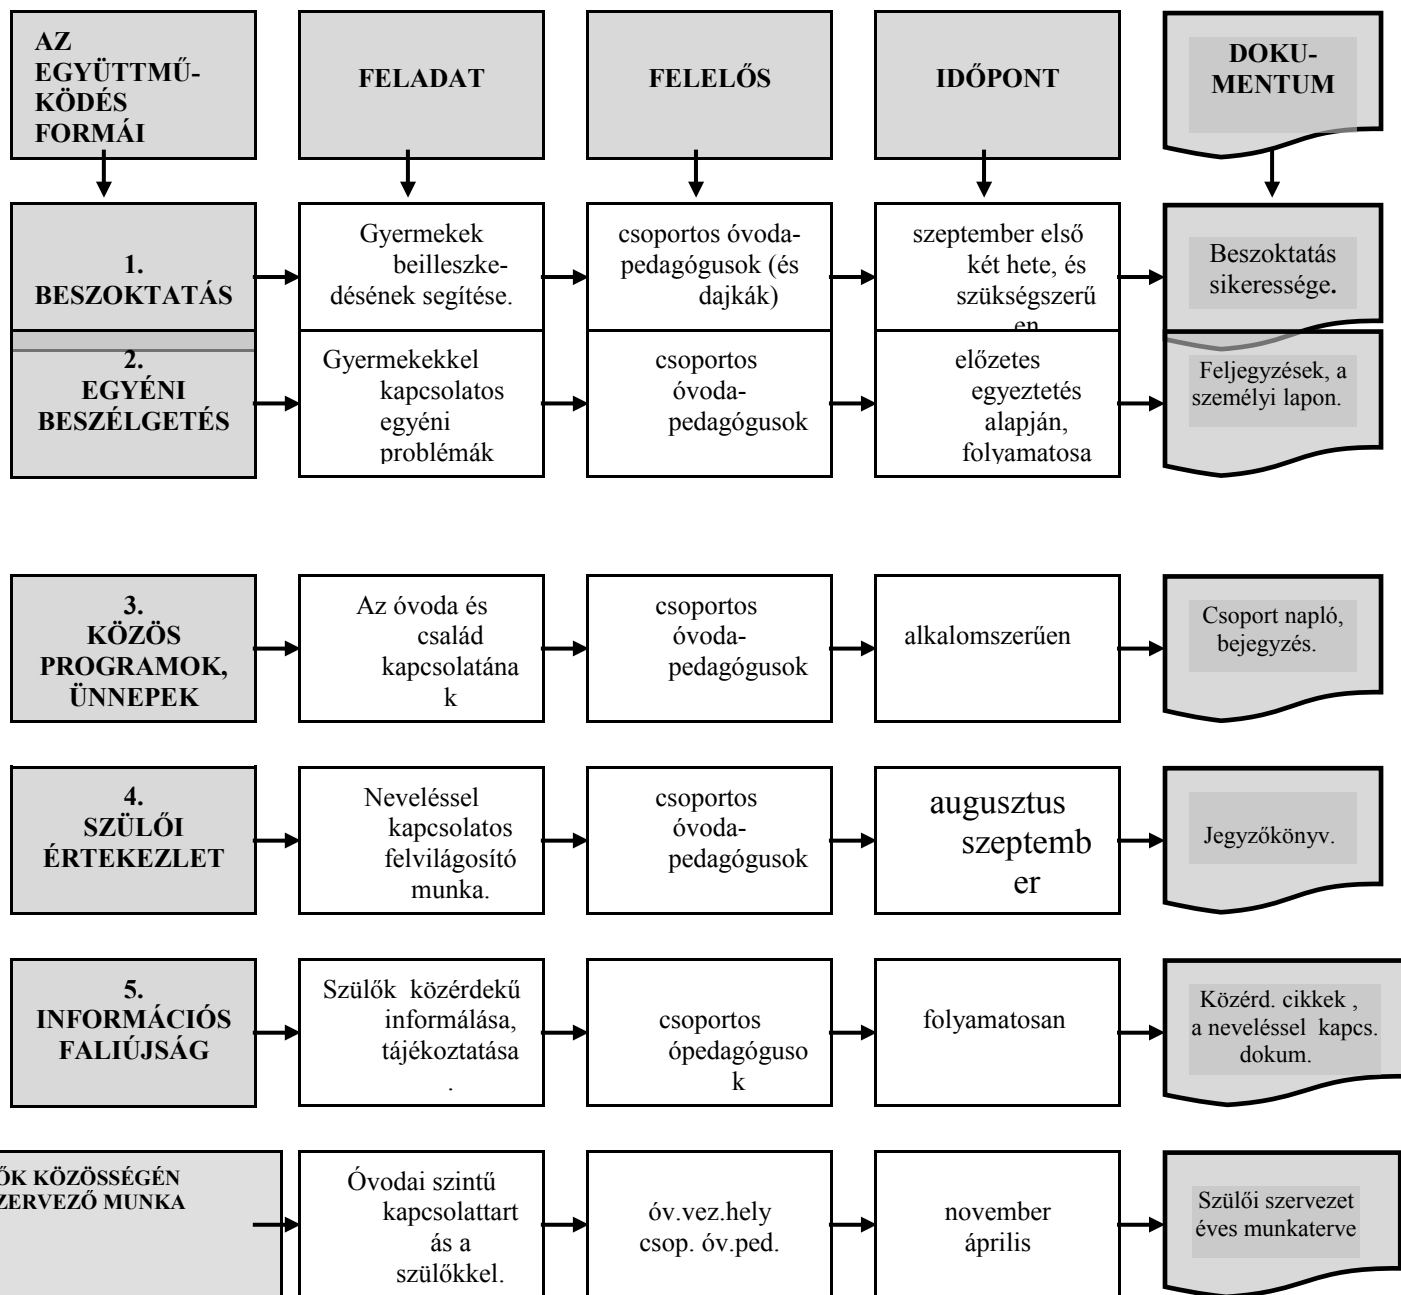 AZ
EGYÜTTMŰ-
KÖDÉS
FORMÁI
FELADAT
FELELŐS
IDŐPONT
DOKU-
MENTUM
1.
BESZOKTATÁS
Gyermekek
beilleszke-
désének segítése.
csoportos óvoda-
pedagógusok (és
dajkák)
szeptember első
két hete, és
szükségszerű
en
Beszoktatás
sikeressége.
2.
EGYÉNI
BESZÉLGETÉS
Gyermekekkel
kapcsolatos
egyéni
problémák
csoportos
óvoda-
pedagógusok
előzetes
egyeztetés
alapján,
folyamatosa
Feljegyzések, a
személyi lapon.
3.
KÖZÖS
PROGRAMOK,
ÜNNEPEK
Az óvoda és
család
kapcsolatána
k
csoportos
óvoda-
pedagógusok
alkalomszerűen
Csoport napló,
bejegyzés.
4.
SZÜLŐI
ÉRTEKEZLET
Neveléssel
kapcsolatos
felvilágosító
munka.
csoportos
óvoda-
pedagógusok
augusztus
szeptemb
er
Jegyzőkönyv.
5.
INFORMÁCIÓS
FALIÚJSÁG
Szülők közérdekű
informálása,
tájékoztatása
.
csoportos
ópedagóguso
k
folyamatosan
Közérd. cikkek ,
a neveléssel kapcs.
dokum.
ŐK KÖZÖSSÉGÉN
ZERVEZŐ MUNKA
Óvodai szintű
kapcsolattart
ás a
szülőkkel.
óv.vez.hely
csop. óv.ped.
november
április
Szülői szervezet
éves munkaterve